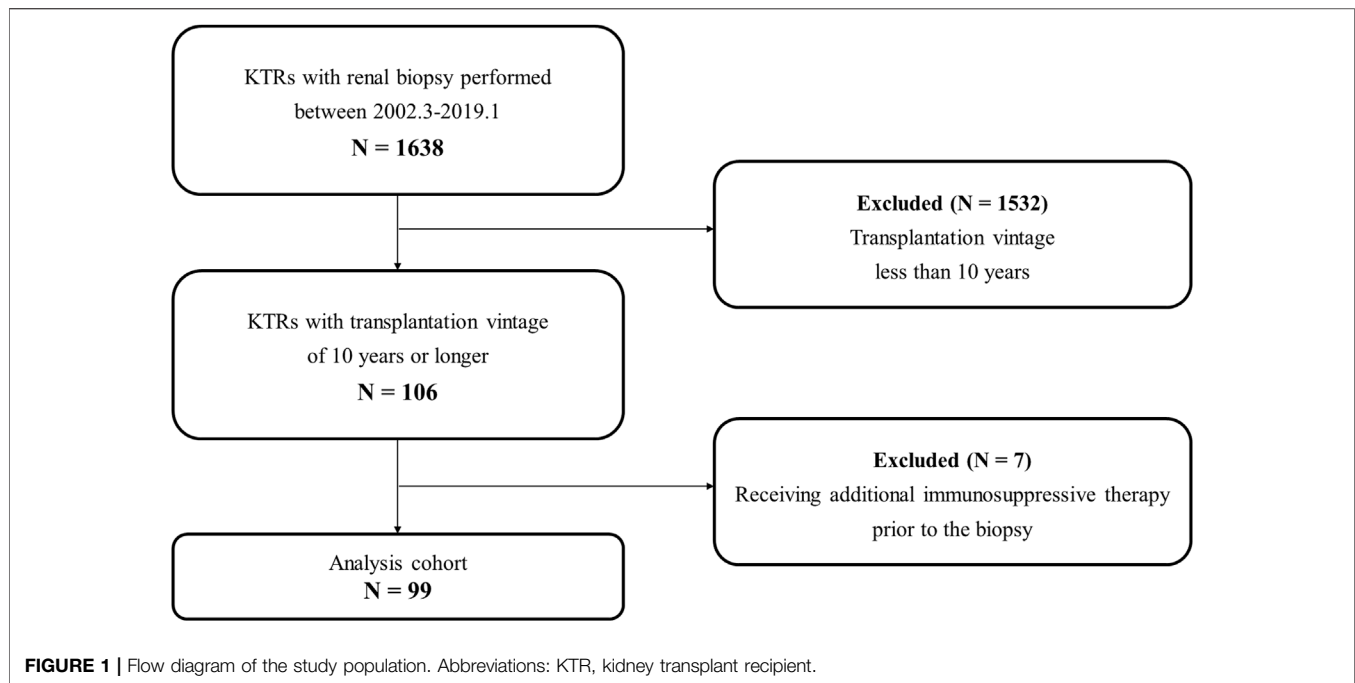 KTRs with renal biopsy performed
between 2002.3-2019.1
N = 1638
Excluded (N = 1532)
Transplantation vintage
less than 10 years
KTRs with transplantation vintage
of 10 years or longer
N = 106
Excluded (N = 7)
Receiving additional immunosuppressive therapy
prior to the biopsy
Analysis cohort
N = 99
FIGURE 1 | Flow diagram of the study population. Abbreviations: KTR, kidney transplant recipient.